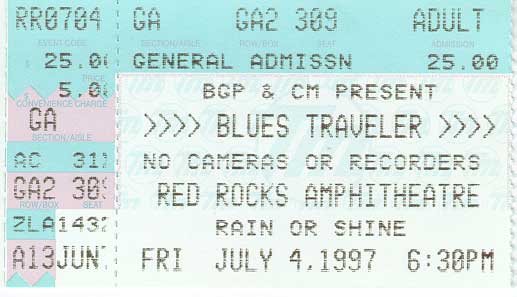 RR0704 GA GA2 309 ADULT
EVENT CODE SECTION/AISLE ROW/BOX SEAT ADMISSION
$ 25.00 GENERAL ADMISSN 25.00
PRICE
$ 5.00 BGP & CM PRESENT
CONVENIENCE CHARGE
GA >>>> BLUES TRAVELER >>>>
SECTION/AISLE
AC 312 NO CAMERAS OR RECORDERS
GA2 309 RED ROCKS AMPHITHEATRE
ROW/BOX SEAT
ZLA1432 RAIN OR SHINE
A13JUN FRI JULY 4,1997 6:30PM